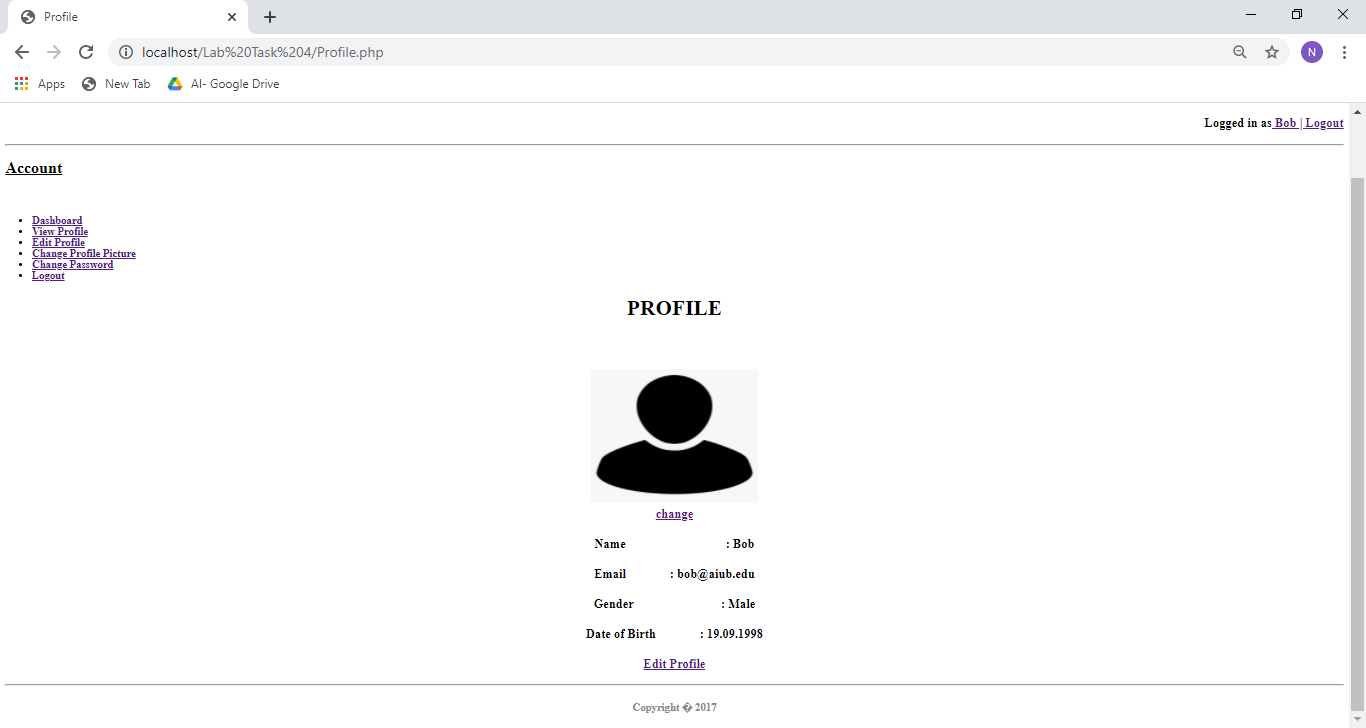 Profile
localhost/Lab%20Task%204/Profile.php
N
Apps
New Tab
AI- Google Drive
Logged in as Bob | Logout
Account
Dashboard
View Profile
Edit Profile
Change Profile Picture
Change Password
Logout
PROFILE
change
Name : Bob
Email : bob@aiub.edu
Gender : Male
Date of Birth : 19.09.1998
Edit Profile
Copyright � 2017